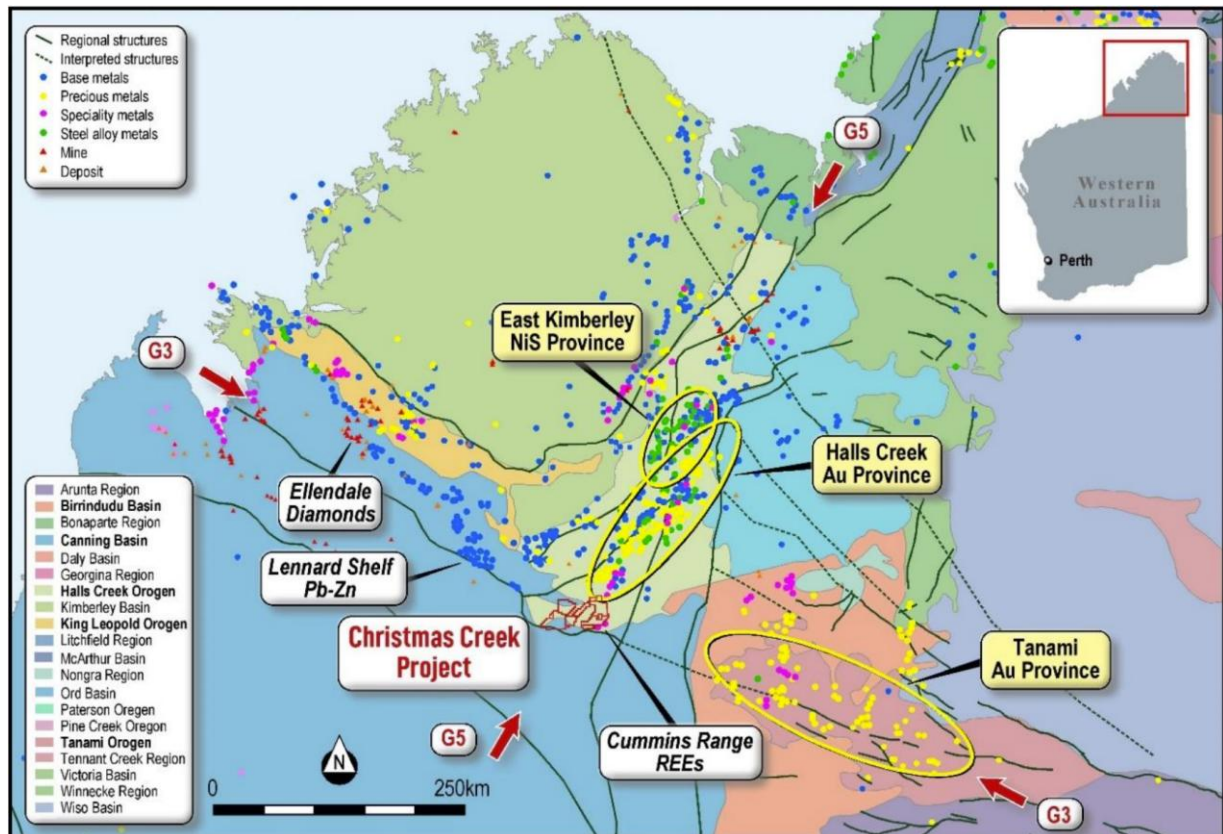 Regional structures
Interpreted structures
Base metals
Precious metals
Speciality metals
Steel alloy metals
Mine
Deposit
G5
Western
Australia
Perth
East Kimberley
NiS Province
G3
Halls Creek
Au Province
Ellendale
Diamonds
Lennard Shelf
Pb-Zn
Christmas Creek
Project
Tanami
Au Province
G5
Cummins Range
REEs
G3
N
0
250km
Arunta Region
Birrindudu Basin
Bonaparte Region
Canning Basin
Daly Basin
Georgina Region
Halls Creek Orogen
Kimberley Basin
King Leopold Orogen
Litchfield Region
McArthur Basin
Nongra Region
Ord Basin
Paterson Oregen
Pine Creek Oregon
Tanami Orogen
Tennant Creek Region
Victoria Basin
Winnecke Region
Wiso Basin